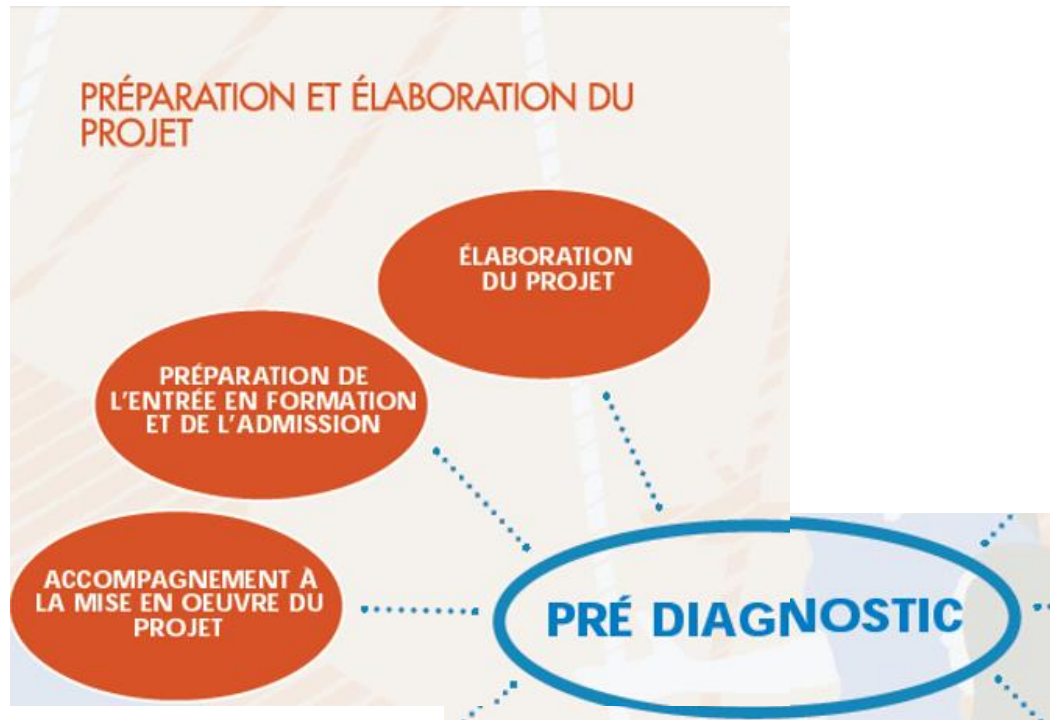 PRÉPARATION ET ÉLABORATION DU
PROJET
ÉLABORATION
DU PROJET
PRÉPARATION DE
L'ENTRÉE EN FORMATION
ET DE L'ADMISSION
ACCOMPAGNEMENT À
LA MISE EN OEUVRE DU
PROJET
PRÉ DIAGNOSTIC